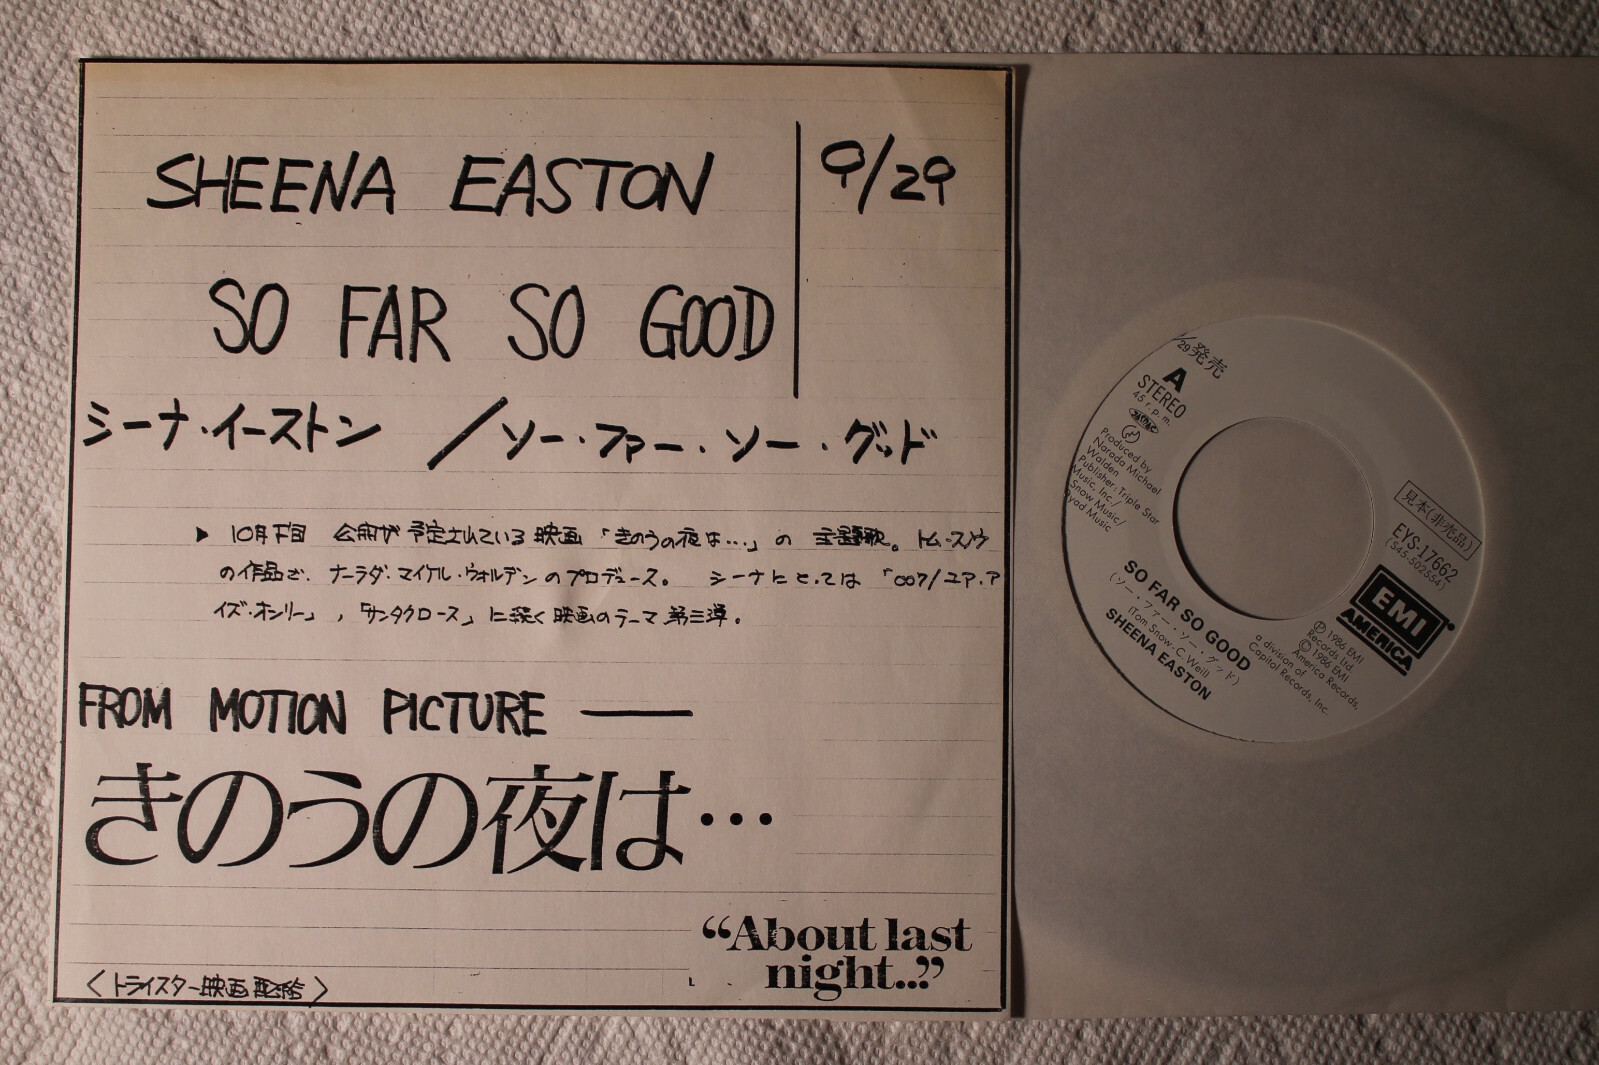 SHEENA EASTON
9/29
SO FAR SO GOOD
シーナ・イーストン／ソー・ファー・ソー・グッド
▶ 10月下旬 公開が予定されている映画「きのうの夜は…」の主題歌。トム・スノウ
の作品で、ナーラダ・マイケル・ウォルデンのプロデュース。 シーナにとっては「007/ユア・ア
イズ・オンリー」,「サンタクロース」に続く映画のテーマ第三弾。
FROM MOTION PICTURE —
きのうの夜は…
“About last
night...”
〈トライスター映画配給〉
/29発売
A
STEREO
45 r.p.m.
Produced by
Narada Michael
Walden
Publisher: Triple Star
Music, Inc./
Snow Music/
Dyad Music
見本(非売品)
EYS-17662
(S45-50255A)
EMI
AMERICA
SO FAR SO GOOD
(ソー・ファー・ソー・グッド)
(Tom Snow-C.Weill)
SHEENA EASTON
Ⓟ 1986 EMI
Records Ltd.
© 1986 EMI
America Records,
a division of
Capitol Records, Inc.